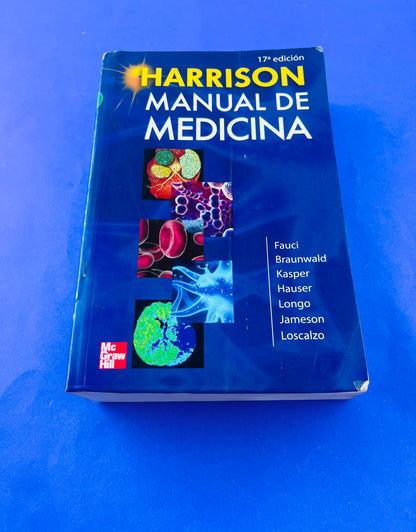 17ª edición
HARRISON
MANUAL DE
MEDICINA
Fauci
Braunwald
Kasper
Hauser
Longo
Jameson
Loscalzo
Mc
Graw
Hill